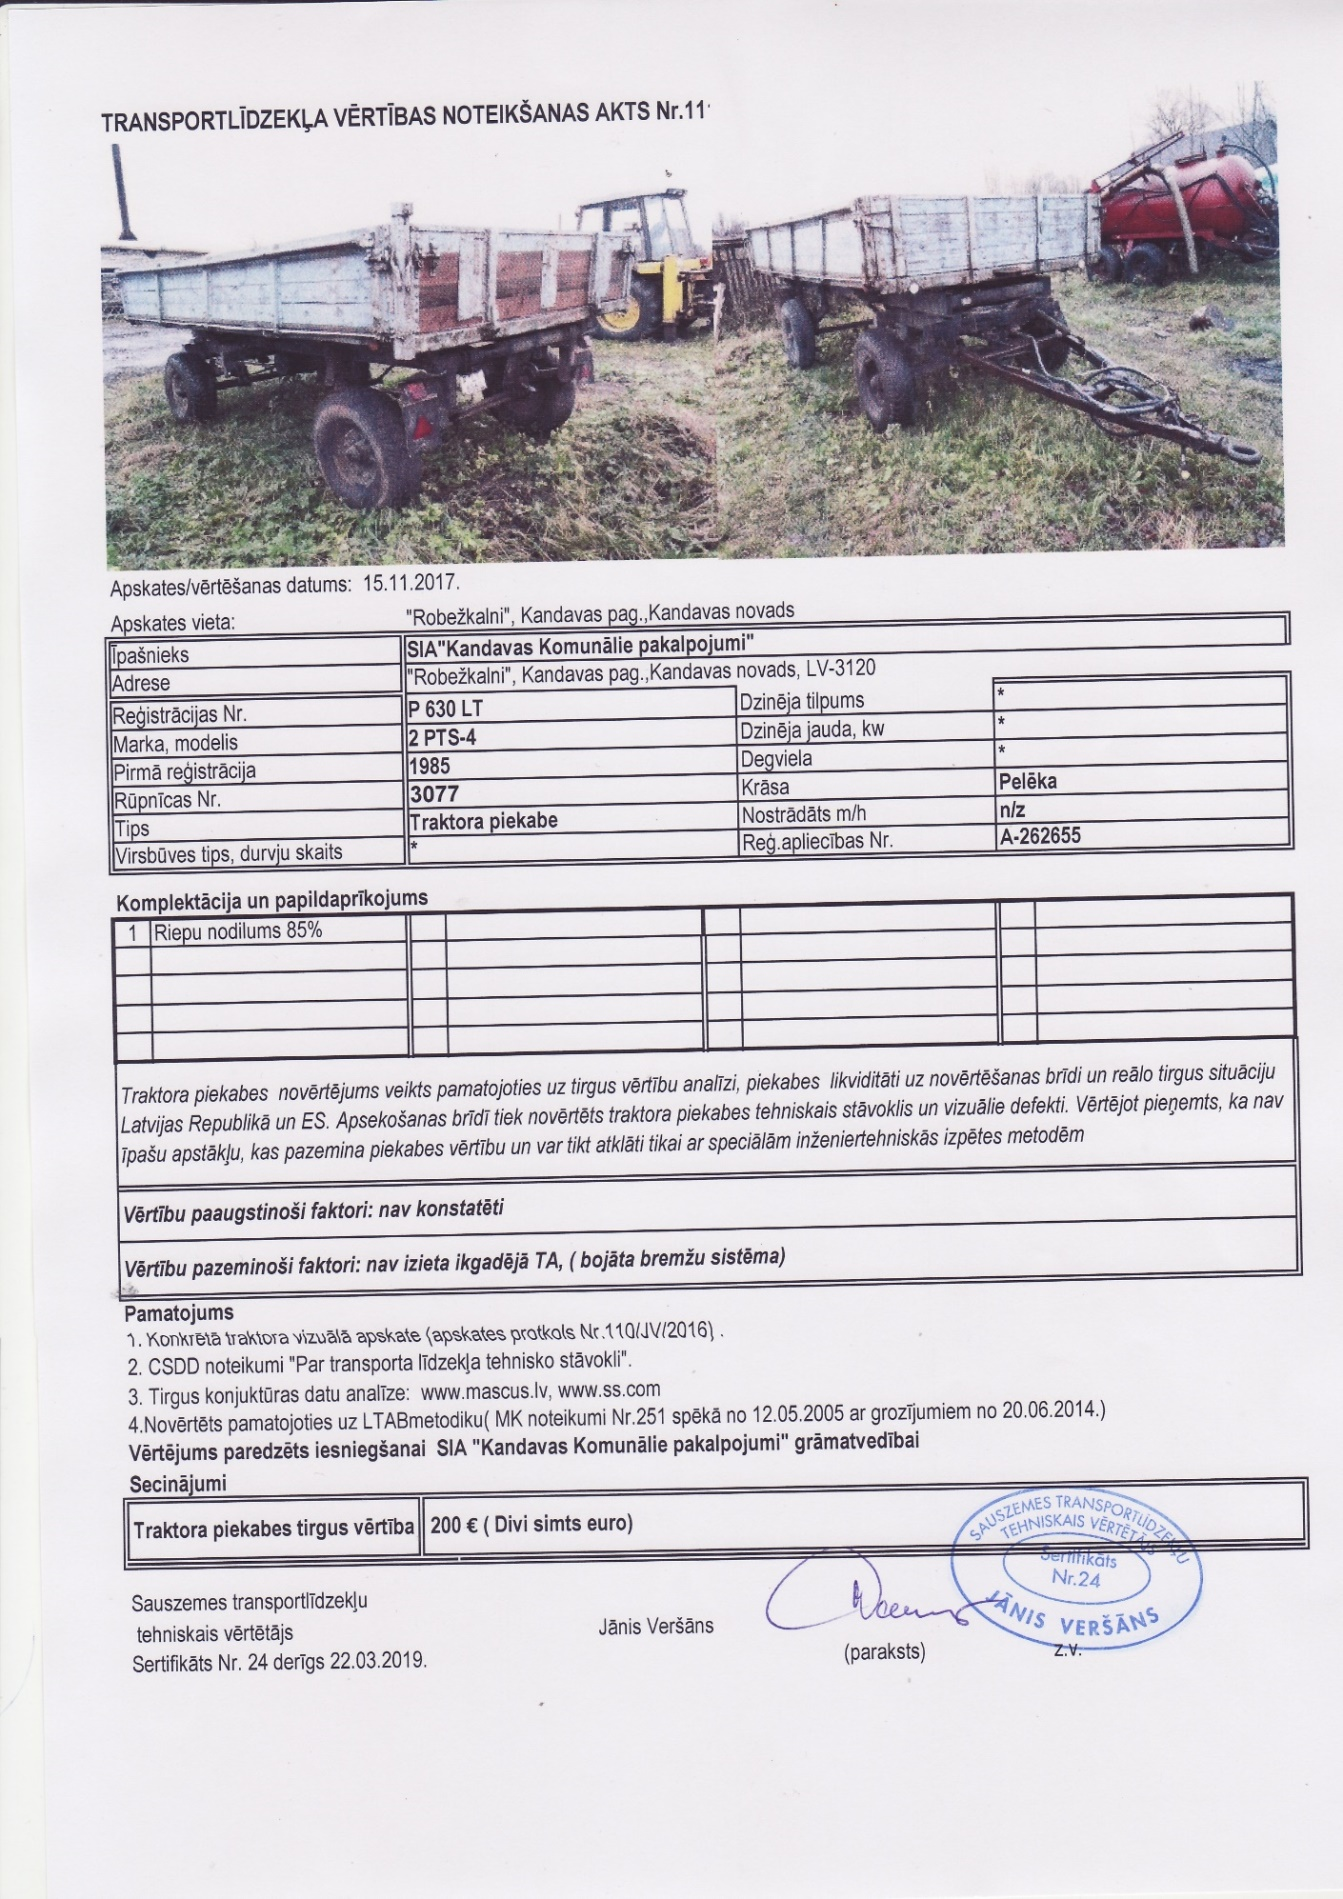 TRANSPORTLĪDZEKĻA VĒRTĪBAS NOTEIKŠANAS AKTS Nr.11
Apskates/vērtēšanas datums: 15.11.2017.
Apskates vieta: "Robežkalni", Kandavas pag.,Kandavas novads
Īpašnieks SIA"Kandavas Komunālie pakalpojumi"
Adrese "Robežkalni", Kandavas pag.,Kandavas novads, LV-3120
Reģistrācijas Nr. P 630 LT Dzinēja tilpums *
Marka, modelis 2 PTS-4 Dzinēja jauda, kw *
Pirmā reģistrācija 1985 Degviela *
Rūpnīcas Nr. 3077 Krāsa Pelēka
Tips Traktora piekabe Nostrādāts m/h n/z
Virsbūves tips, durvju skaits * Reģ.apliecības Nr. A-262655
Komplektācija un papildaprīkojums
1 Riepu nodilums 85%
Traktora piekabes novērtējums veikts pamatojoties uz tirgus vērtību analīzi, piekabes likviditāti uz novērtēšanas brīdi un reālo tirgus situāciju
Latvijas Republikā un ES. Apsekošanas brīdī tiek novērtēts traktora piekabes tehniskais stāvoklis un vizuālie defekti. Vērtējot pieņemts, ka nav
īpašu apstākļu, kas pazemina piekabes vērtību un var tikt atklāti tikai ar speciālām inženiertehniskās izpētes metodēm
Vērtību paaugstinoši faktori: nav konstatēti
Vērtību pazeminoši faktori: nav izieta ikgadējā TA, ( bojāta bremžu sistēma)
Pamatojums
1. Konkrētā traktora vizuālā apskate (apskates protkols Nr.110/JV/2016) .
2. CSDD noteikumi "Par transporta līdzekļa tehnisko stāvokli".
3. Tirgus konjuktūras datu analīze: www.mascus.lv, www.ss.com
4.Novērtēts pamatojoties uz LTABmetodiku( MK noteikumi Nr.251 spēkā no 12.05.2005 ar grozījumiem no 20.06.2014.)
Vērtējums paredzēts iesniegšanai SIA "Kandavas Komunālie pakalpojumi" grāmatvedībai
Secinājumi
Traktora piekabes tirgus vērtība 200 € ( Divi simts euro)
SAUSZEMES TRANSPORTLĪDZEKĻU
TEHNISKAIS VĒRTĒTĀJS
Sertifikāts
Nr.24
JĀNIS VERŠĀNS
Sauszemes transportlīdzekļu
tehniskais vērtētājs Jānis Veršāns
(paraksts) z.v.
Sertifikāts Nr. 24 derīgs 22.03.2019.